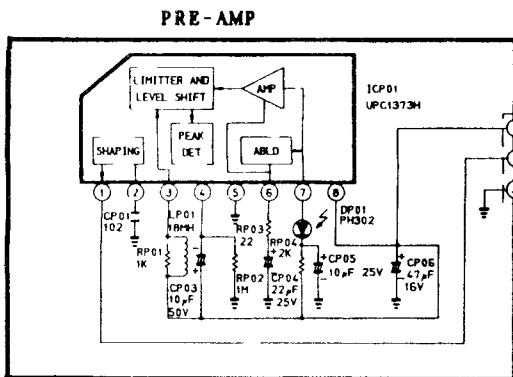 PRE-AMP
LIMITTER AND
LEVEL SHIFT
AMP
ICP01
UPC1373H
PEAK
DET
SHAPING
ABLD
1 2 3 4 5 6 7 8
CP01
102
LP01
18MH
RP01
1K
CP03
10µF
50V
RP03
22
RP02
1M
RP04
2K
CP04
22µF
25V
DP01
PH302
CP05
10µF 25V
CP06
47µF
16V